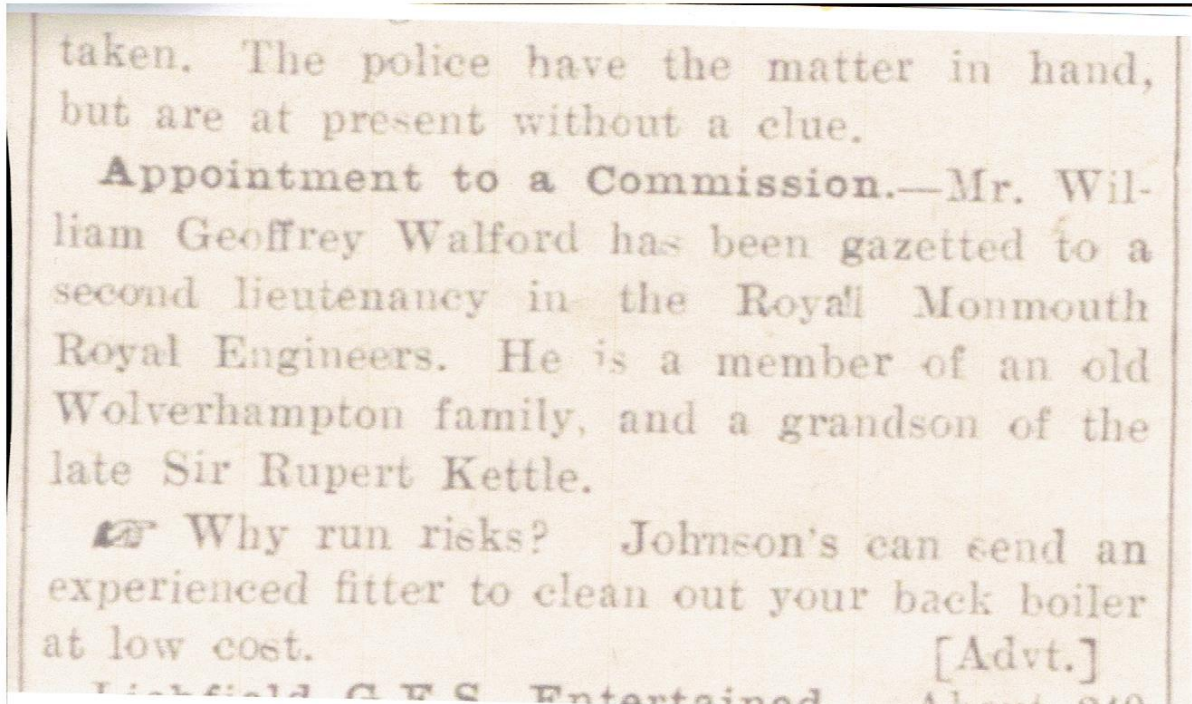 taken. The police have the matter in hand,
but are at present without a clue.
Appointment to a Commission.—Mr. Wil-
liam Geoffrey Walford has been gazetted to a
second lieutenancy in the Royal Monmouth
Royal Engineers. He is a member of an old
Wolverhampton family, and a grandson of the
late Sir Rupert Kettle.
☞ Why run risks? Johnson's can send an
experienced fitter to clean out your back boiler
at low cost. [Advt.]
Lichfield G.F.S. Entertained